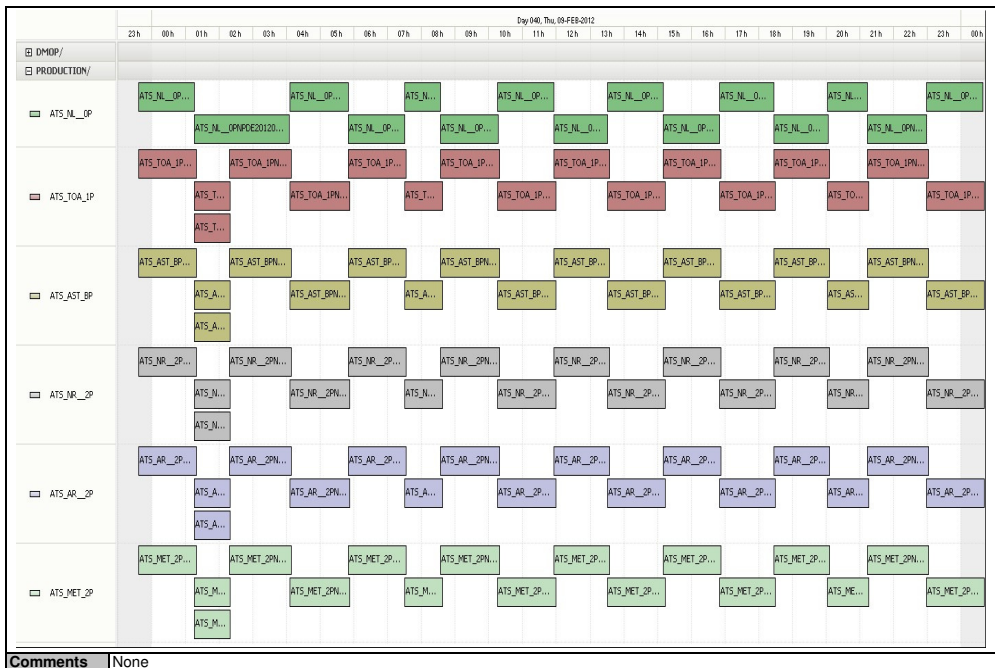 Day 040, Thu, 09-FEB-2012
23 h 00 h 01 h 02 h 03 h 04 h 05 h 06 h 07 h 08 h 09 h 10 h 11 h 12 h 13 h 14 h 15 h 16 h 17 h 18 h 19 h 20 h 21 h 22 h 23 h 00 h
DMOP/
PRODUCTION/
ATS_NL__0P... ATS_NL__0P... ATS_N... ATS_NL__0P... ATS_NL__0P... ATS_NL__0... ATS_NL... ATS_NL__0P...
ATS_NL__0P
ATS_NL__0PNPDE20120... ATS_NL__0P... ATS_NL__0P... ATS_NL__0... ATS_NL__0P... ATS_NL__0... ATS_NL__0PN...
ATS_TOA_1P... ATS_TOA_1PN... ATS_TOA_1P... ATS_TOA_1P... ATS_TOA_1P... ATS_TOA_1P... ATS_TOA_1P... ATS_TOA_1PN...
ATS_TOA_1P
ATS_T... ATS_TOA_1PN... ATS_T... ATS_TOA_1P... ATS_TOA_1P... ATS_TOA_1P... ATS_TO... ATS_TOA_1P...
ATS_T...
ATS_AST_BP... ATS_AST_BPN... ATS_AST_BP... ATS_AST_BPN... ATS_AST_BP... ATS_AST_BP... ATS_AST_BP... ATS_AST_BPN...
ATS_AST_BP
ATS_A... ATS_AST_BPN... ATS_A... ATS_AST_BP... ATS_AST_BP... ATS_AST_BP... ATS_AS... ATS_AST_BP...
ATS_A...
ATS_NR__2P... ATS_NR__2PN... ATS_NR__2P... ATS_NR__2PN... ATS_NR__2P... ATS_NR__2P... ATS_NR__2P... ATS_NR__2PN...
ATS_NR__2P
ATS_N... ATS_NR__2PN... ATS_N... ATS_NR__2P... ATS_NR__2P... ATS_NR__2P... ATS_NR... ATS_NR__2P...
ATS_N...
ATS_AR__2P... ATS_AR__2PN... ATS_AR__2P... ATS_AR__2PN... ATS_AR__2P... ATS_AR__2P... ATS_AR__2P... ATS_AR__2PN...
ATS_AR__2P
ATS_A... ATS_AR__2PN... ATS_A... ATS_AR__2P... ATS_AR__2P... ATS_AR__2P... ATS_AR... ATS_AR__2P...
ATS_A...
ATS_MET_2P... ATS_MET_2PN... ATS_MET_2P... ATS_MET_2PN... ATS_MET_2P... ATS_MET_2P... ATS_MET_2P... ATS_MET_2PN...
ATS_MET_2P
ATS_M... ATS_MET_2PN... ATS_M... ATS_MET_2P... ATS_MET_2P... ATS_MET_2P... ATS_ME... ATS_MET_2P...
ATS_M...
Comments None